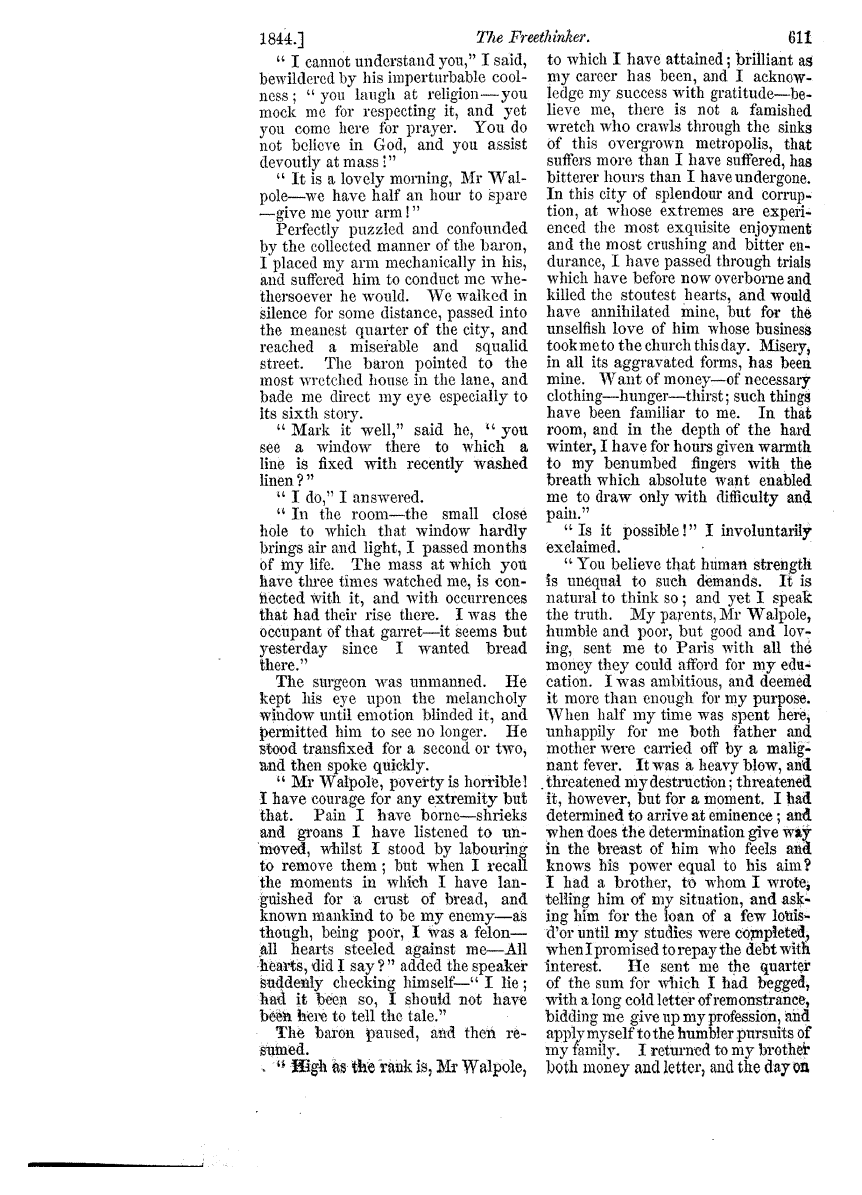 1844.] The Freethinker. 611
“ I cannot understand you,” I said,
bewildered by his imperturbable cool-
ness ; “ you laugh at religion—you
mock me for respecting it, and yet
you come here for prayer. You do
not believe in God, and you assist
devoutly at mass !”
“ It is a lovely morning, Mr Wal-
pole—we have half an hour to spare
—give me your arm !”
Perfectly puzzled and confounded
by the collected manner of the baron,
I placed my arm mechanically in his,
and suffered him to conduct me whi-
thersoever he would. We walked in
silence for some distance, passed into
the meanest quarter of the city, and
reached a miserable and squalid
street. The baron pointed to the
most wretched house in the lane, and
bade me direct my eye especially to
its sixth story.
“ Mark it well,” said he, “ you
see a window there to which a
line is fixed with recently washed
linen ?”
“ I do,” I answered.
“ In the room—the small close
hole to which that window hardly
brings air and light, I passed months
of my life. The mass at which you
have three times watched me, is con-
nected with it, and with occurrences
that had their rise there. I was the
occupant of that garret—it seems but
yesterday since I wanted bread
there.”
The surgeon was unmanned. He
kept his eye upon the melancholy
window until emotion blinded it, and
permitted him to see no longer. He
stood transfixed for a second or two,
and then spoke quickly.
“ Mr Walpole, poverty is horrible!
I have courage for any extremity but
that. Pain I have borne—shrieks
and groans I have listened to un-
moved, whilst I stood by labouring
to remove them ; but when I recall
the moments in which I have lan-
guished for a crust of bread, and
known mankind to be my enemy—as
though, being poor, I was a felon—
all hearts steeled against me—All
hearts, did I say ?” added the speaker
suddenly checking himself—“ I lie ;
had it been so, I should not have
been here to tell the tale.”
The baron paused, and then re-
sumed.
“ High as the rank is, Mr Walpole,
to which I have attained ; brilliant as
my career has been, and I acknow-
ledge my success with gratitude—be-
lieve me, there is not a famished
wretch who crawls through the sinks
of this overgrown metropolis, that
suffers more than I have suffered, has
bitterer hours than I have undergone.
In this city of splendour and corrup-
tion, at whose extremes are experi-
enced the most exquisite enjoyment
and the most crushing and bitter en-
durance, I have passed through trials
which have before now overborne and
killed the stoutest hearts, and would
have annihilated mine, but for the
unselfish love of him whose business
took me to the church this day. Misery,
in all its aggravated forms, has been
mine. Want of money—of necessary
clothing—hunger—thirst; such things
have been familiar to me. In that
room, and in the depth of the hard
winter, I have for hours given warmth
to my benumbed fingers with the
breath which absolute want enabled
me to draw only with difficulty and
pain.”
“ Is it possible !” I involuntarily
exclaimed.
“ You believe that human strength
is unequal to such demands. It is
natural to think so ; and yet I speak
the truth. My parents, Mr Walpole,
humble and poor, but good and lov-
ing, sent me to Paris with all the
money they could afford for my edu-
cation. I was ambitious, and deemed
it more than enough for my purpose.
When half my time was spent here,
unhappily for me both father and
mother were carried off by a malig-
nant fever. It was a heavy blow, and
threatened my destruction ; threatened
it, however, but for a moment. I had
determined to arrive at eminence ; and
when does the determination give way
in the breast of him who feels and
knows his power equal to his aim?
I had a brother, to whom I wrote,
telling him of my situation, and ask-
ing him for the loan of a few louis-
d’or until my studies were completed,
when I promised to repay the debt with
interest. He sent me the quarter
of the sum for which I had begged,
with a long cold letter of remonstrance,
bidding me give up my profession, and
apply myself to the humbler pursuits of
my family. I returned to my brother
both money and letter, and the day on